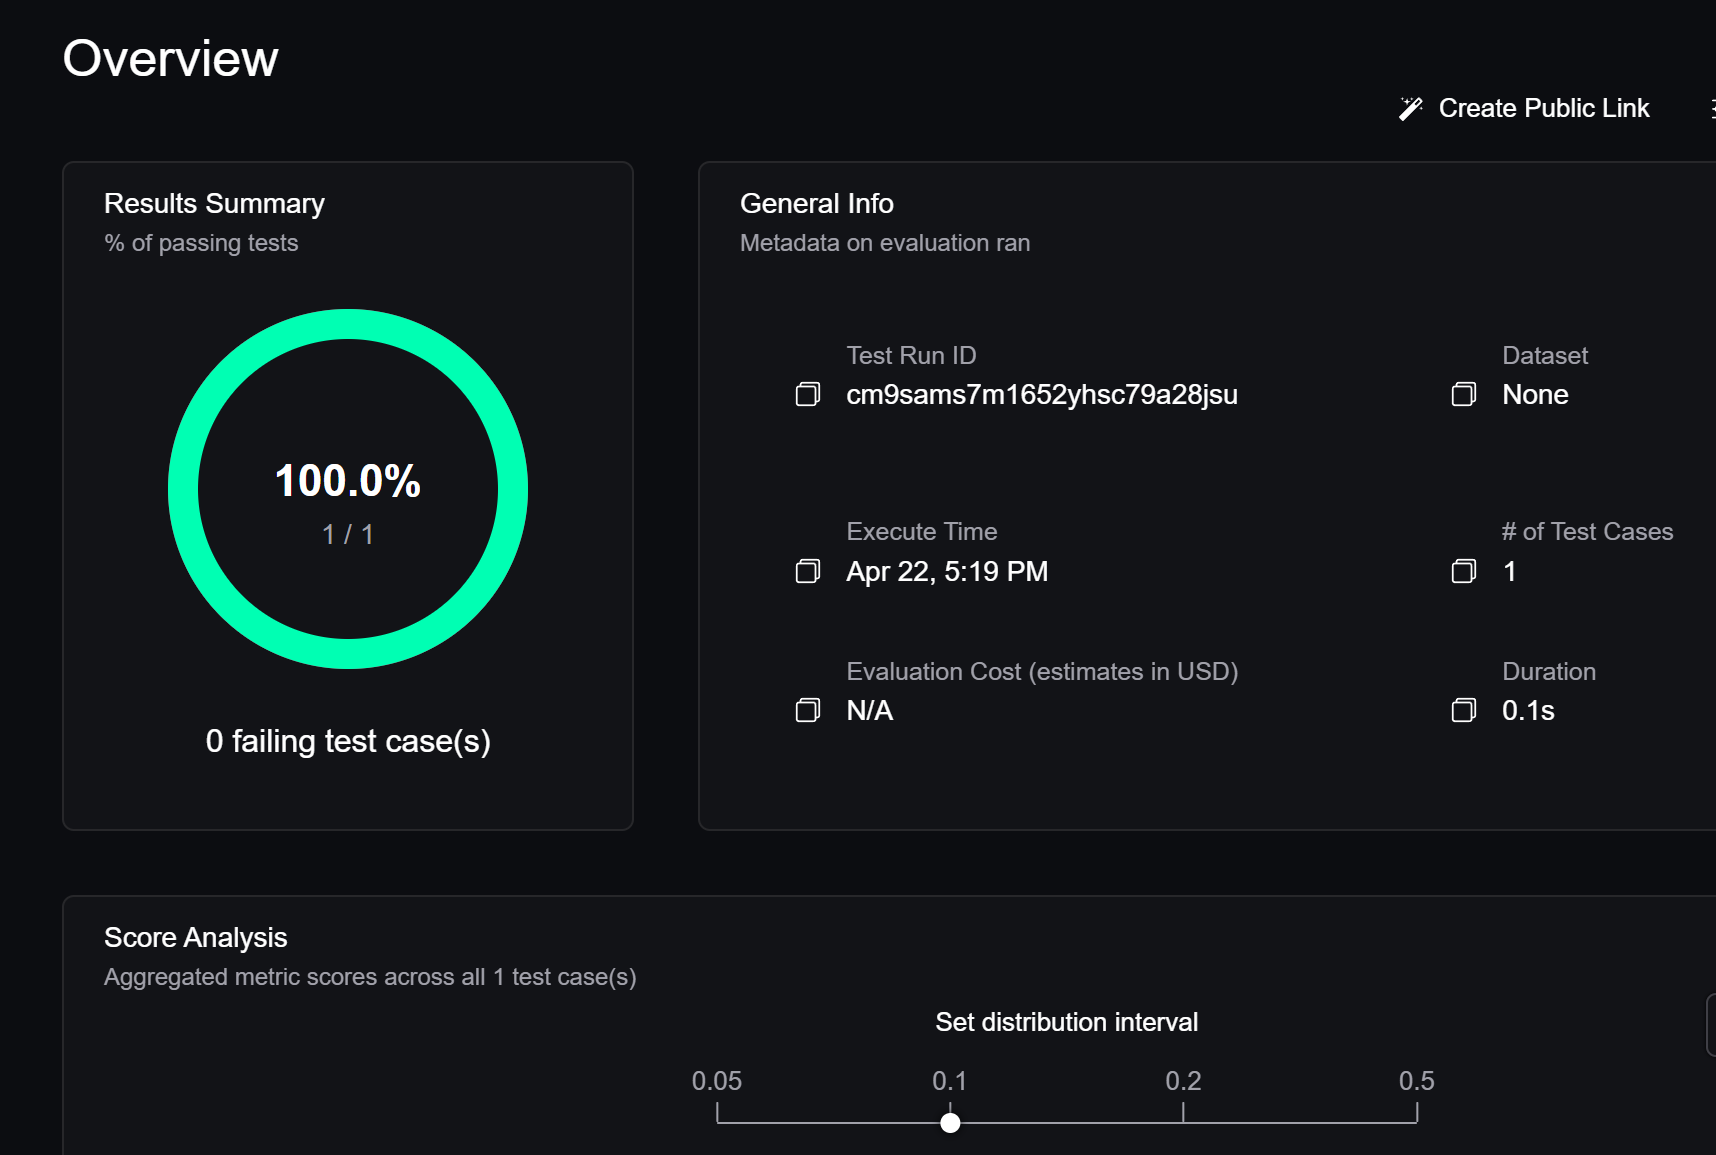 Overview
Create Public Link
Results Summary
% of passing tests
100.0%
1 / 1
0 failing test case(s)
General Info
Metadata on evaluation ran
Test Run ID
cm9sams7m1652yhsc79a28jsu
Dataset
None
Execute Time
Apr 22, 5:19 PM
# of Test Cases
1
Evaluation Cost (estimates in USD)
N/A
Duration
0.1s
Score Analysis
Aggregated metric scores across all 1 test case(s)
Set distribution interval
0.05 0.1 0.2 0.5